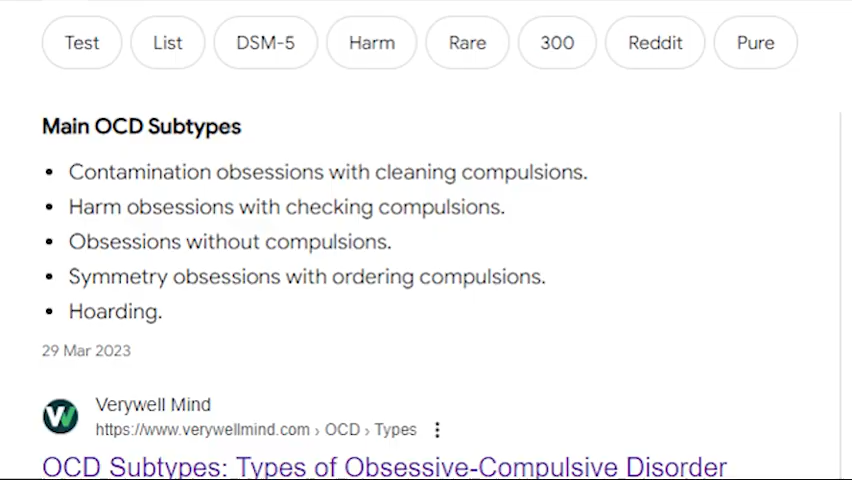 Test List DSM-5 Harm Rare 300 Reddit Pure
Main OCD Subtypes
• Contamination obsessions with cleaning compulsions.
• Harm obsessions with checking compulsions.
• Obsessions without compulsions.
• Symmetry obsessions with ordering compulsions.
• Hoarding.
29 Mar 2023
Verywell Mind
https://www.verywellmind.com › OCD › Types
OCD Subtypes: Types of Obsessive-Compulsive Disorder